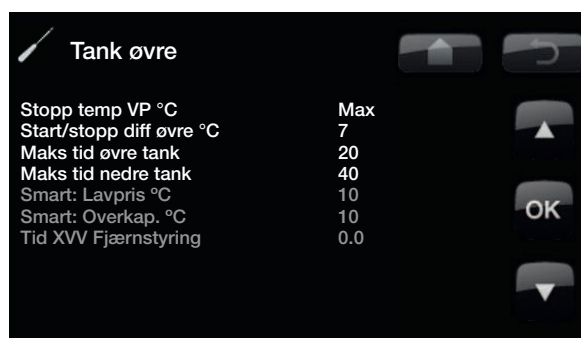 Tank øvre
Stopp temp VP °C Max
Start/stopp diff øvre °C 7
Maks tid øvre tank 20
Maks tid nedre tank 40
Smart: Lavpris °C 10
Smart: Overkap. °C 10
Tid XVV Fjærnstyring 0.0
OK